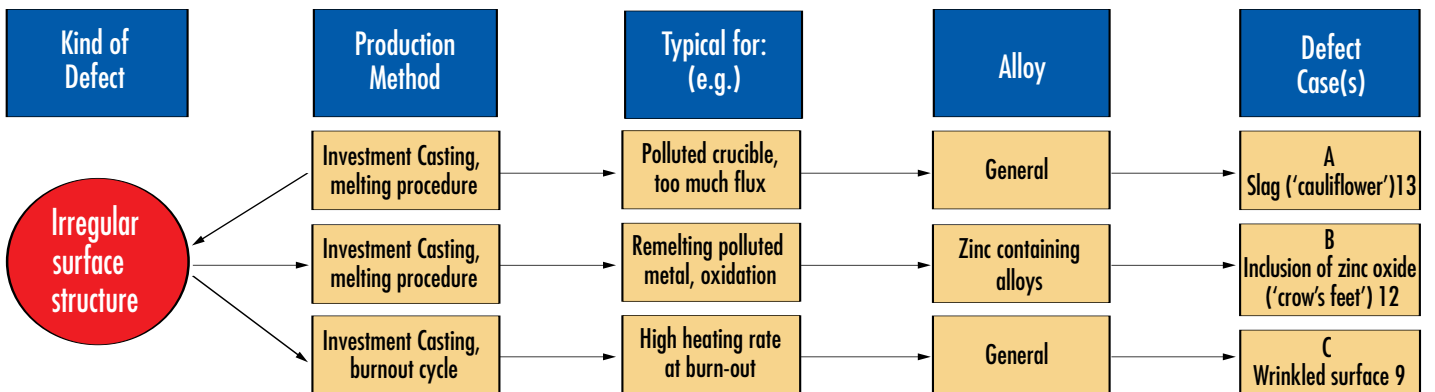 Kind of
Defect
Production
Method
Typical for:
(e.g.)
Alloy
Defect
Case(s)
Irregular
surface
structure
Investment Casting,
melting procedure
Polluted crucible,
too much flux
General
A
Slag (‘cauliflower’)13
Investment Casting,
melting procedure
Remelting polluted
metal, oxidation
Zinc containing
alloys
B
Inclusion of zinc oxide
(‘crow’s feet’) 12
Investment Casting,
burnout cycle
High heating rate
at burn-out
General
C
Wrinkled surface 9